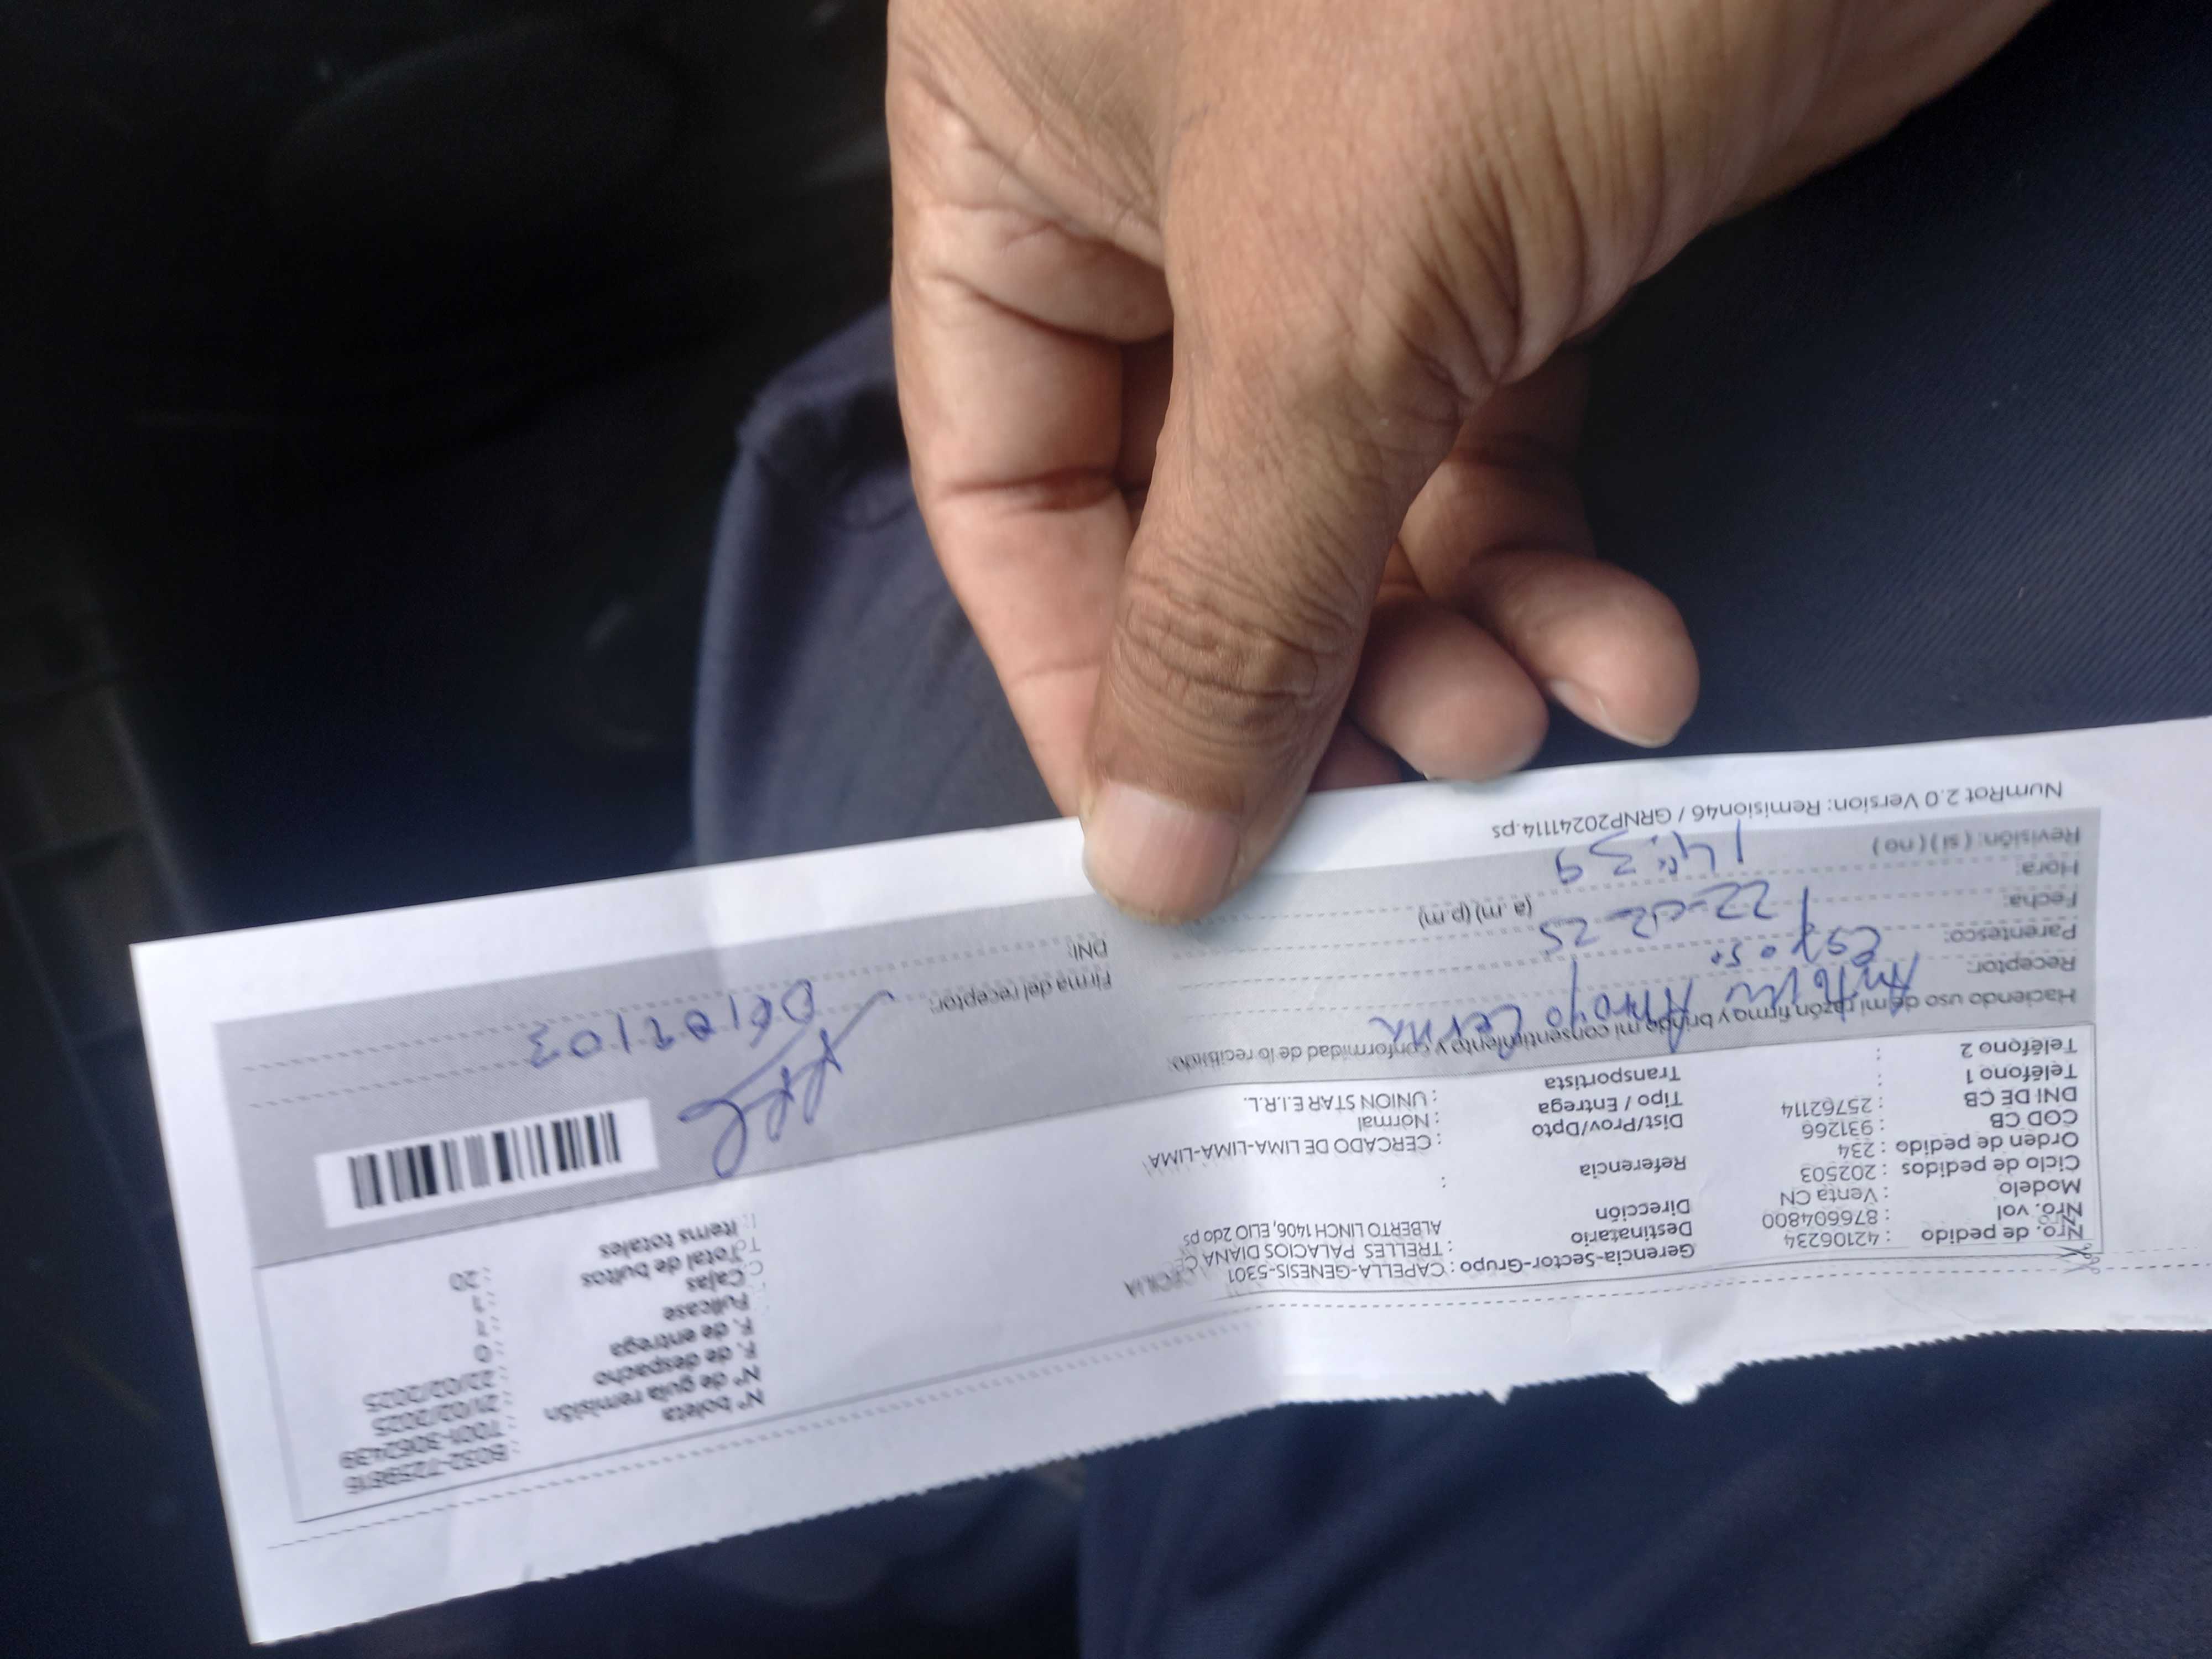 Nro. de pedido : 42106234
Nro. vol : 876604800
Modelo : Venta CN
Ciclo de pedidos : 202503
Orden de pedido : 234
COD CB : 931266
DNI DE CB : 25762114
Teléfono 1 :
Teléfono 2 :
Gerencia-Sector-Grupo : CAPELLA-GENESIS-5301
Destinatario : TRELLES PALACIOS DIANA CECILIA
Dirección : ALBERTO LINCH 1406, ELIO 2do ps
Referencia :
Dist/Prov/Dpto : CERCADO DE LIMA-LIMA-LIMA
Tipo / Entrega : Normal
Transportista : UNION STAR E.I.R.L.
N° boleta
N° de guía remisión : T001-3062439
F. de despacho : 21/02/2025
F. de entrega : 22/02/2025
Fullcase : 0
Cajas
Total de bultos
Items totales : 20
Haciendo uso de mi razón firmo y brindo mi consentimiento y conformidad de lo recibido.
Receptor: Arroyo
Parentesco: Esposo
Fecha: 22-02-25 (a.m) (p.m)
Hora: 14:39
Revisión: ( si ) ( no )
Firma del receptor:
DNI:
NumRot 2.0 Version: Remision46 / GRNP20241114.ps